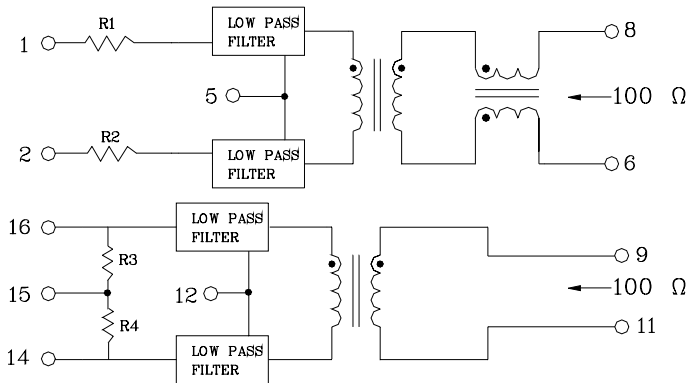 R1
LOW PASS
FILTER
8
1
5
100 Ω
R2
LOW PASS
FILTER
2
6
16
LOW PASS
FILTER
R3
9
15
12
100 Ω
R4
11
14
LOW PASS
FILTER